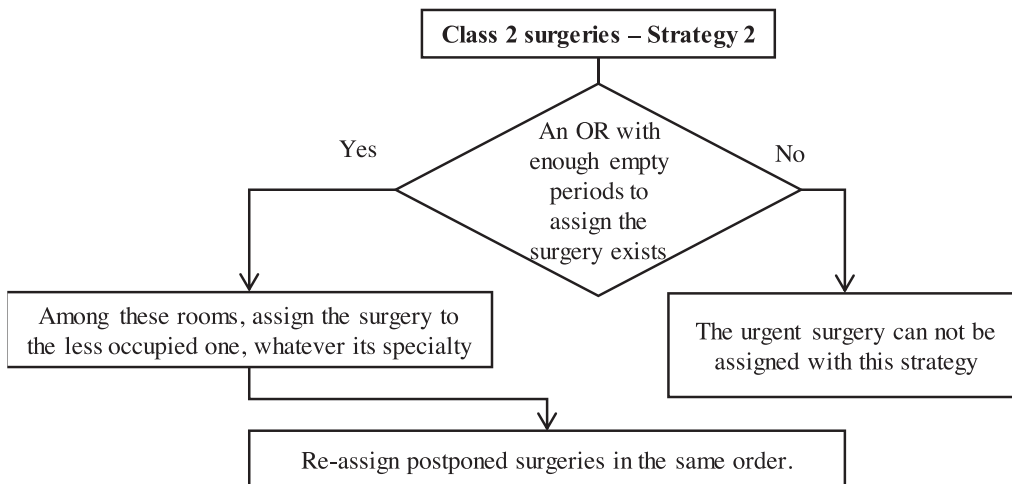 Class 2 surgeries – Strategy 2
An OR with
enough empty
periods to
assign the
surgery exists
Yes
No
Among these rooms, assign the surgery to
the less occupied one, whatever its specialty
The urgent surgery can not be
assigned with this strategy
Re-assign postponed surgeries in the same order.